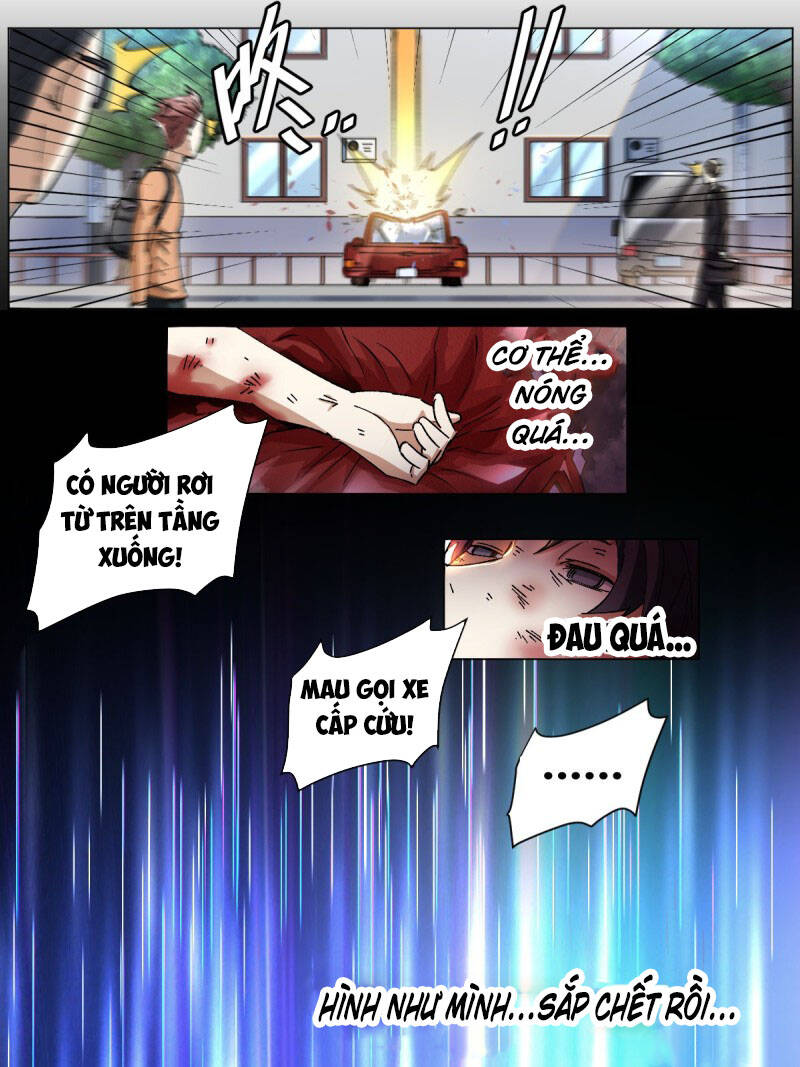 咚..!!
CƠ THỂ...
NÓNG
QUÁ...
CÓ NGƯỜI RƠI
TỪ TRÊN TẦNG
XUỐNG!
ĐAU QUÁ...
MAU GỌI XE
CẤP CỨU!
......
HÌNH NHƯ MÌNH...SẮP CHẾT RỒI...